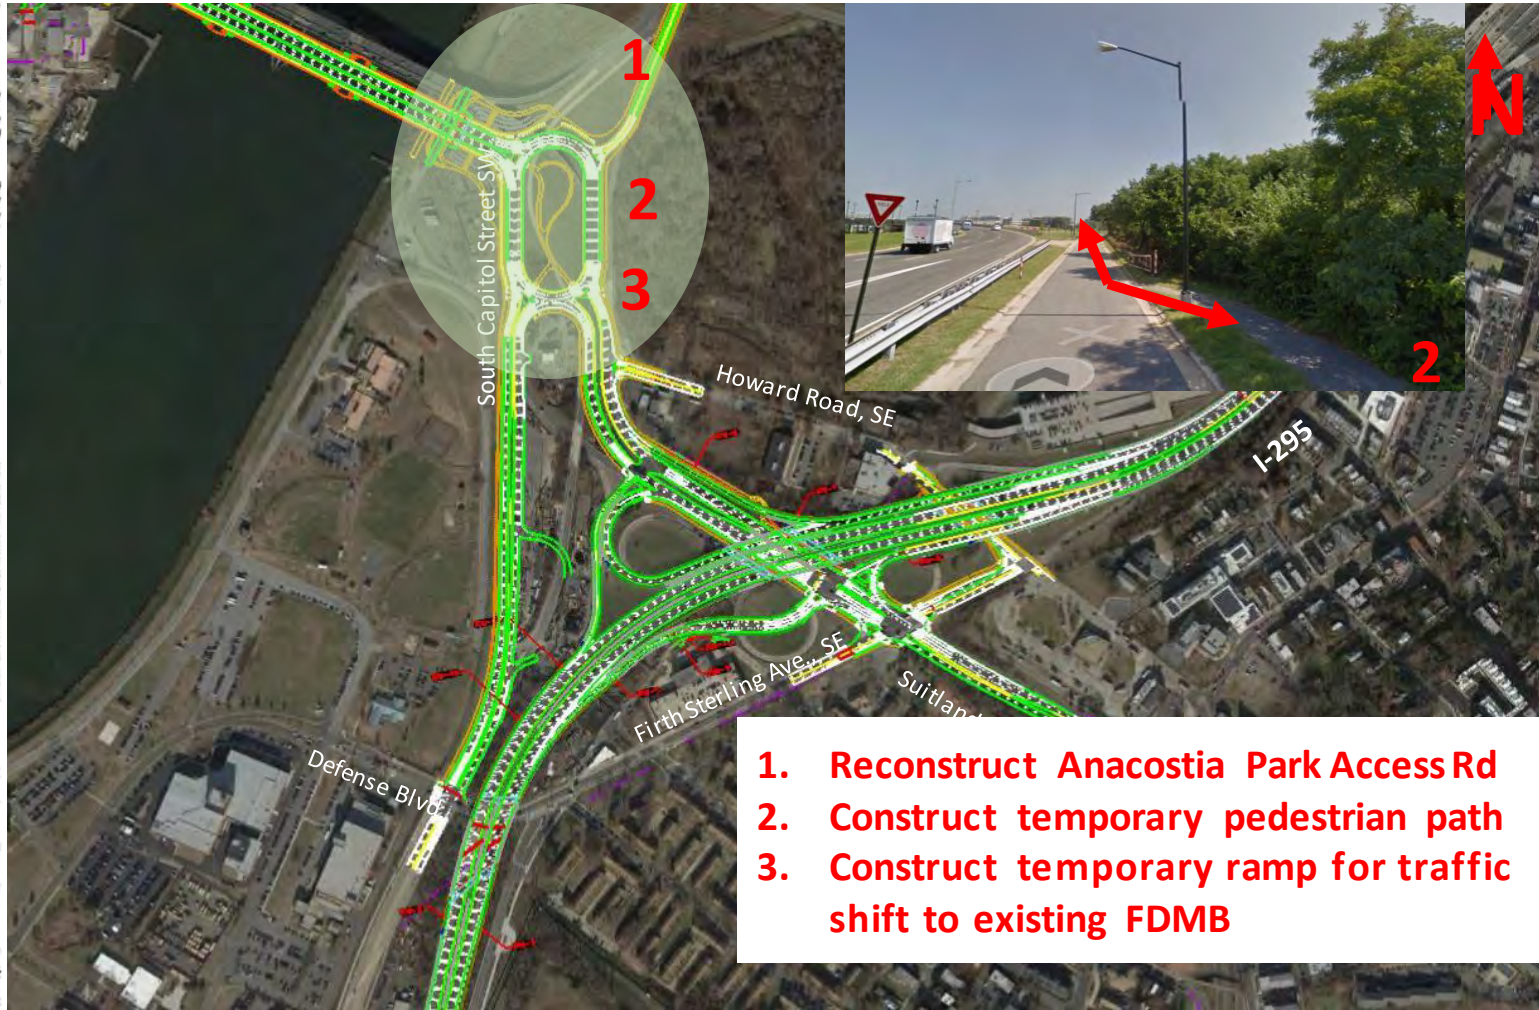 1
2
3
South Capitol Street SW
N
2
Howard Road, SE
I-295
Firth Sterling Ave., SE
Suitland
Defense Blvd
1. Reconstruct Anacostia Park Access Rd
2. Construct temporary pedestrian path
3. Construct temporary ramp for traffic
shift to existing FDMB